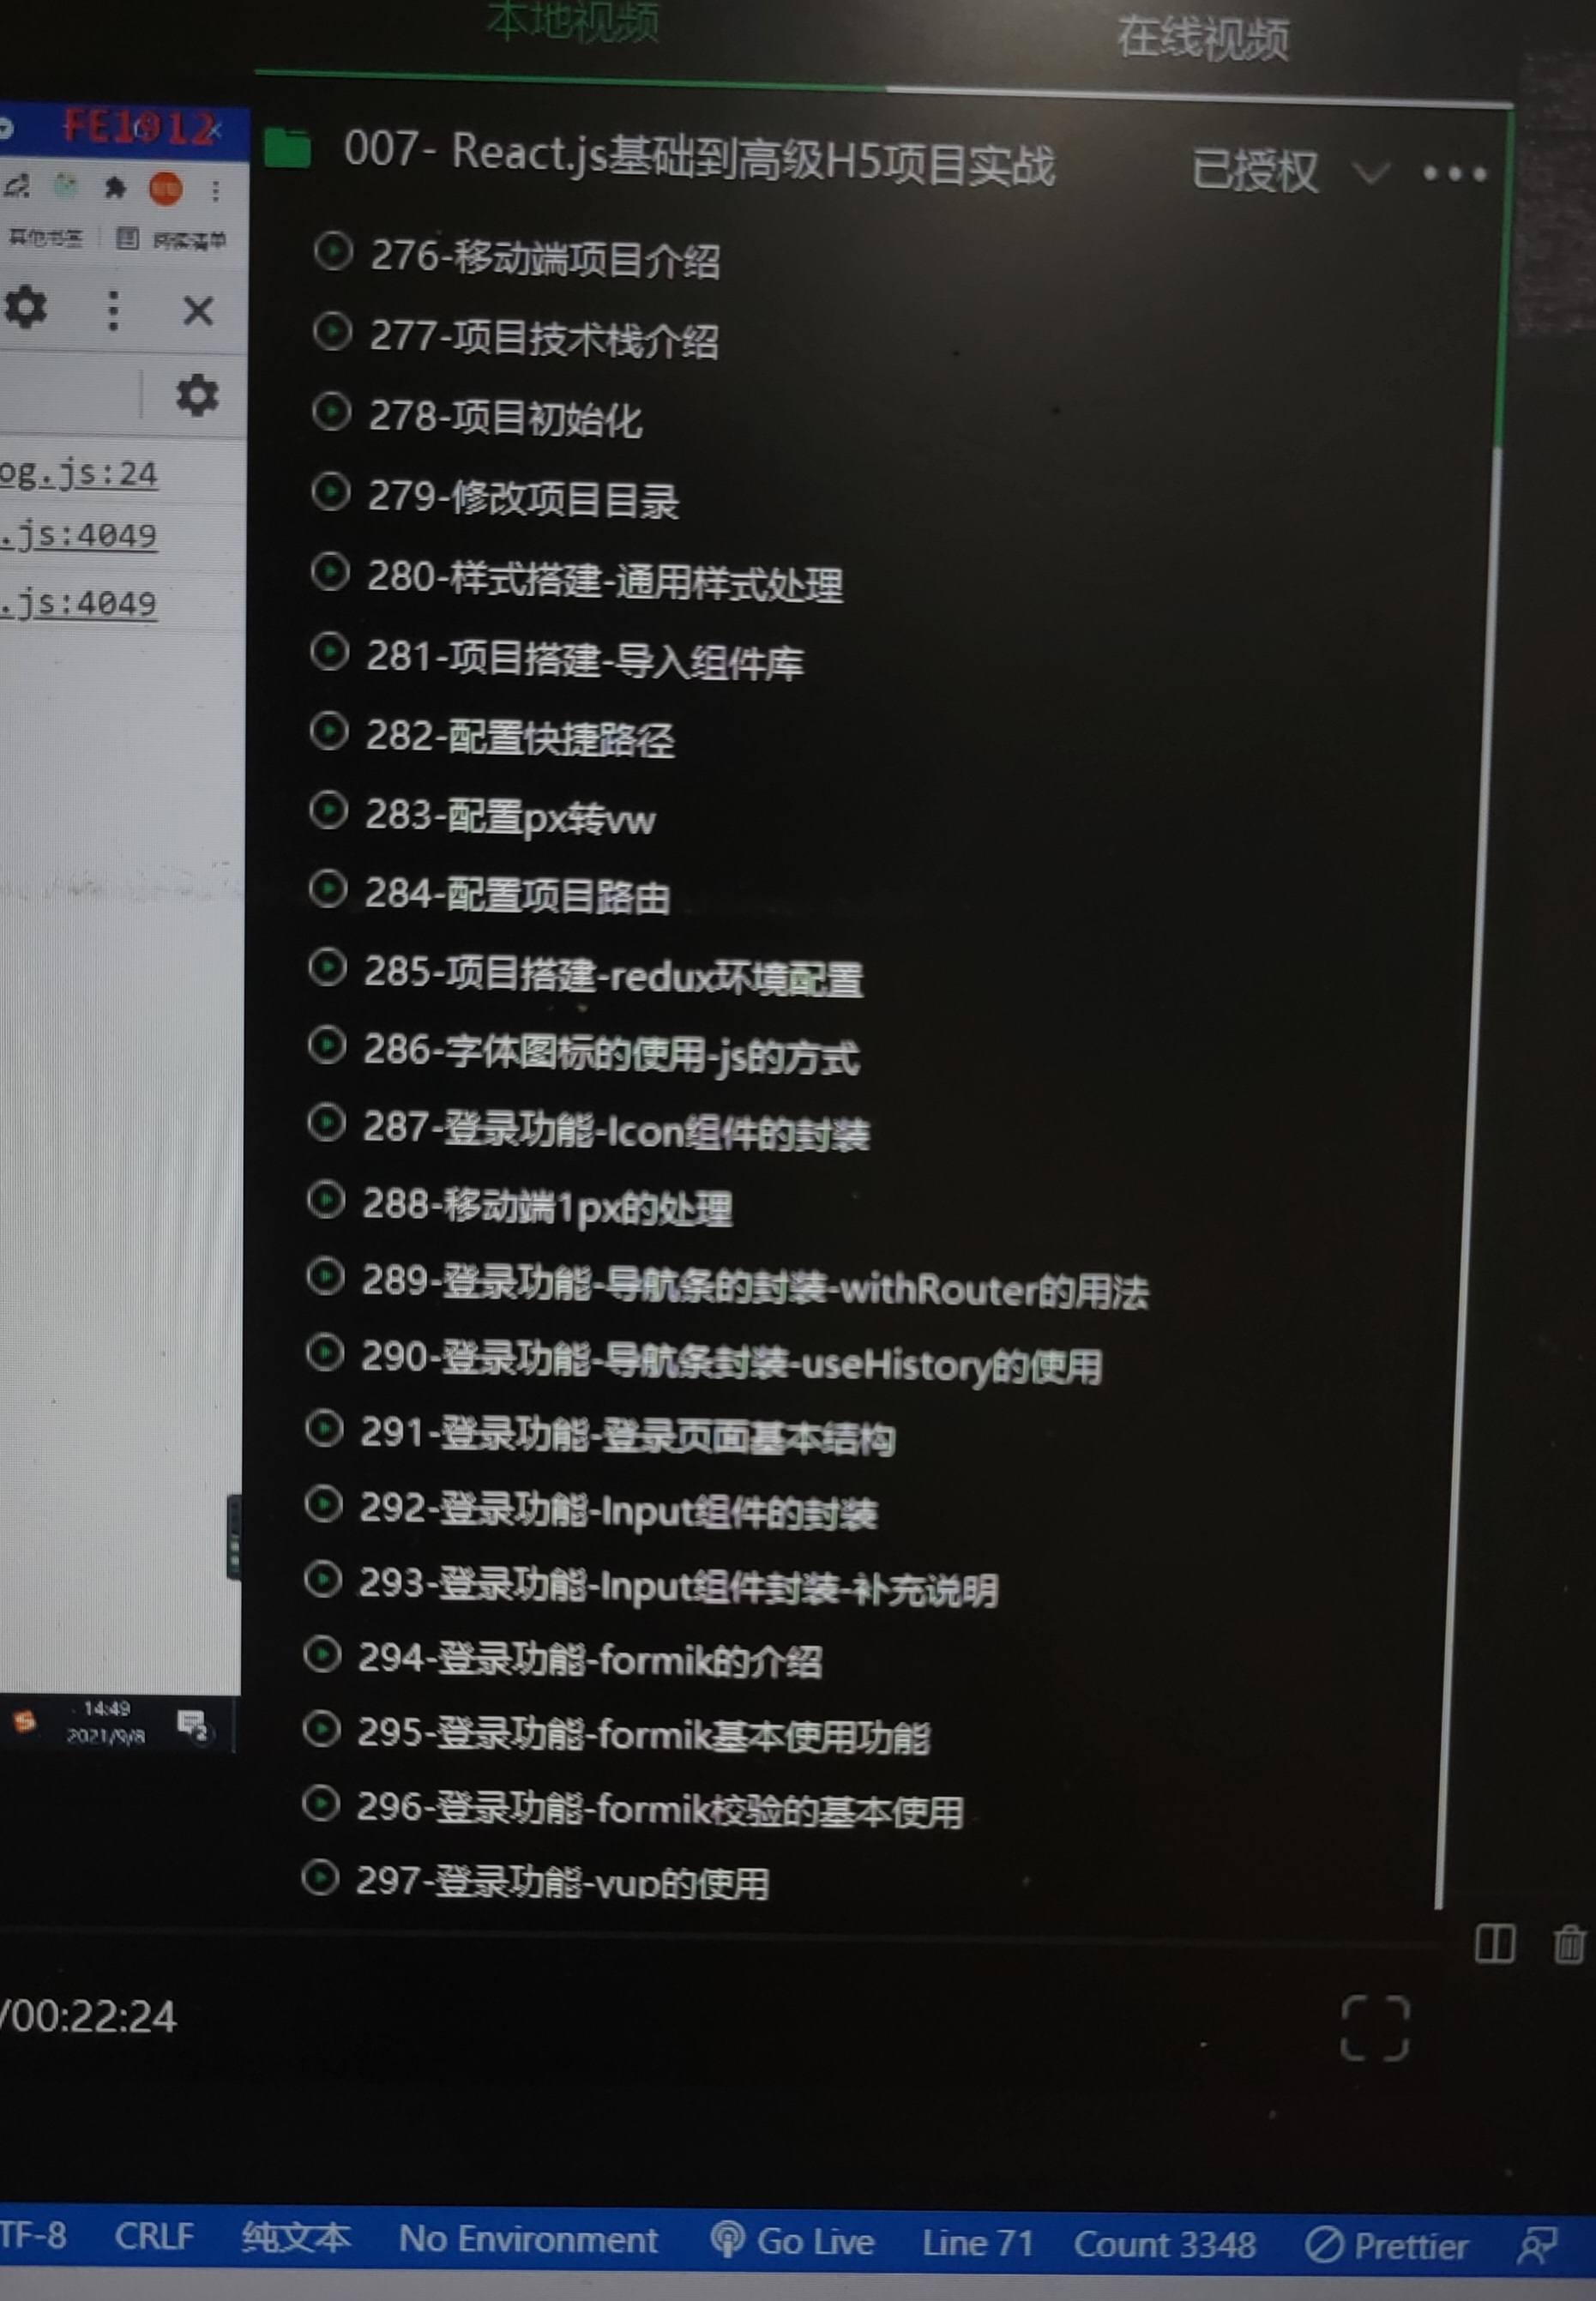 本地视频
在线视频
FE1912
007- React.js基础到高级H5项目实战
已授权
其他书签
阅读清单
276-移动端项目介绍
277-项目技术栈介绍
278-项目初始化
og.js:24
279-修改项目目录
.js:4049
280-样式搭建-通用样式处理
.js:4049
281-项目搭建-导入组件库
282-配置快捷路径
283-配置px转vw
284-配置项目路由
285-项目搭建-redux环境配置
286-字体图标的使用-js的方式
287-登录功能-Icon组件的封装
288-移动端1px的处理
289-登录功能-导航条的封装-withRouter的用法
290-登录功能-导航条封装-useHistory的使用
291-登录功能-登录页面基本结构
292-登录功能-Input组件的封装
293-登录功能-Input组件封装-补充说明
294-登录功能-formik的介绍
14:49
295-登录功能-formik基本使用功能
2021/9/8
2
296-登录功能-formik校验的基本使用
297-登录功能-yup的使用
/00:22:24
TF-8 CRLF 纯文本 No Environment Go Live Line 71 Count 3348 Prettier